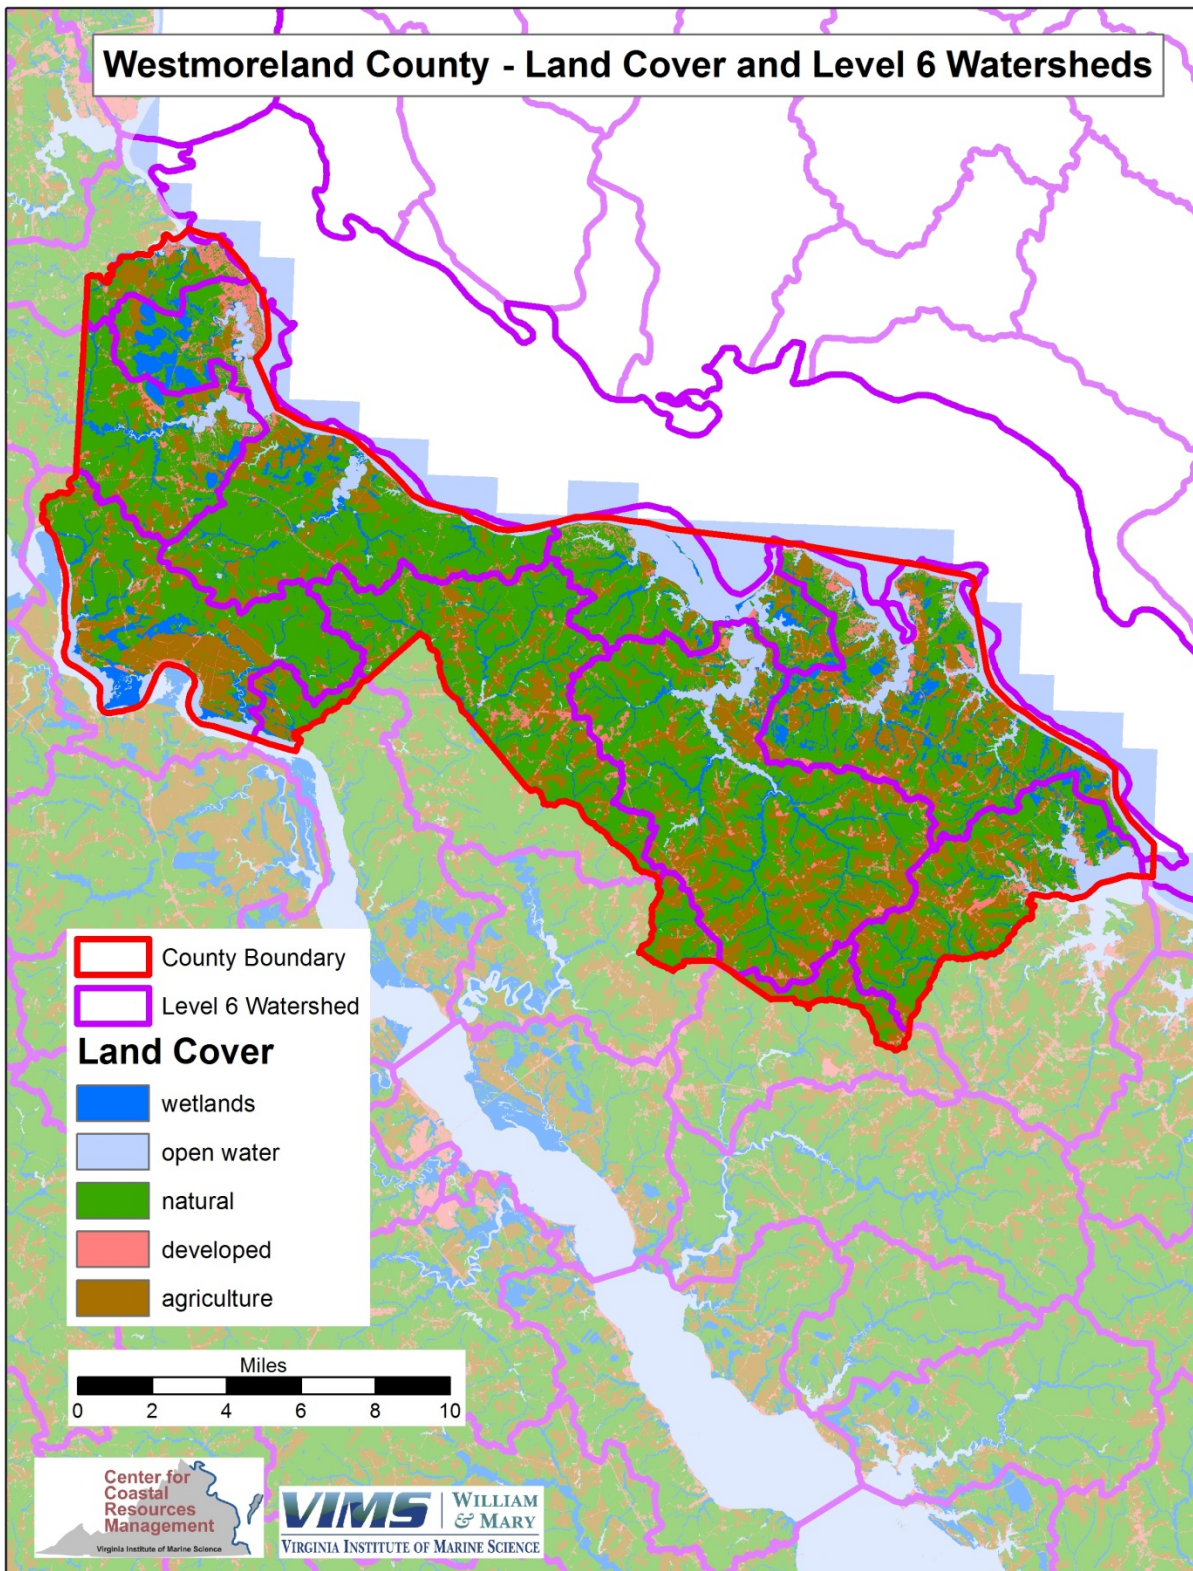 Westmoreland County - Land Cover and Level 6 Watersheds
County Boundary
Level 6 Watershed
Land Cover
wetlands
open water
natural
developed
agriculture
Miles
0 2 4 6 8 10
Center for
Coastal
Resources
Management
Virginia Institute of Marine Science
VIMS
WILLIAM
& MARY
VIRGINIA INSTITUTE OF MARINE SCIENCE